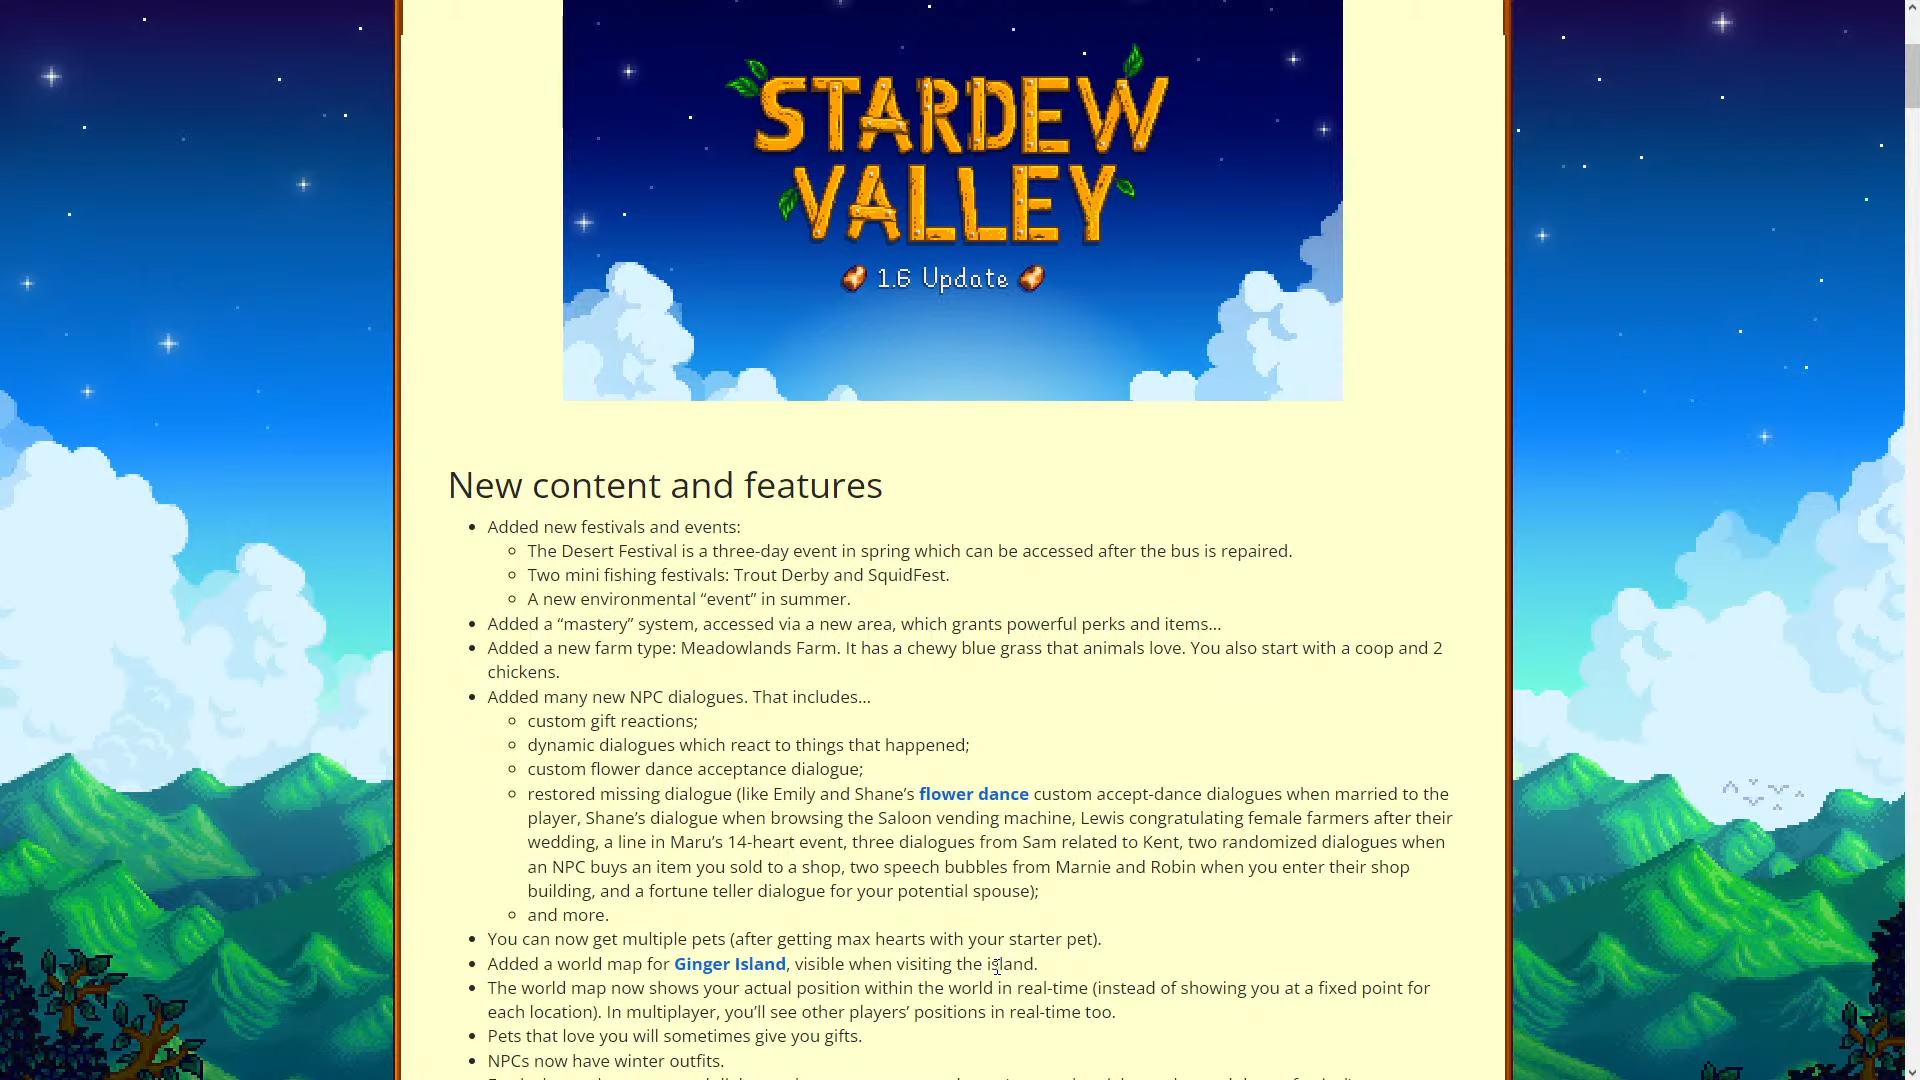 STARDEW
VALLEY
1.6 Update
New content and features
• Added new festivals and events:
◦ The Desert Festival is a three-day event in spring which can be accessed after the bus is repaired.
◦ Two mini fishing festivals: Trout Derby and SquidFest.
◦ A new environmental “event” in summer.
• Added a “mastery” system, accessed via a new area, which grants powerful perks and items…
• Added a new farm type: Meadowlands Farm. It has a chewy blue grass that animals love. You also start with a coop and 2
chickens.
• Added many new NPC dialogues. That includes…
◦ custom gift reactions;
◦ dynamic dialogues which react to things that happened;
◦ custom flower dance acceptance dialogue;
◦ restored missing dialogue (like Emily and Shane’s flower dance custom accept-dance dialogues when married to the
player, Shane’s dialogue when browsing the Saloon vending machine, Lewis congratulating female farmers after their
wedding, a line in Maru’s 14-heart event, three dialogues from Sam related to Kent, two randomized dialogues when
an NPC buys an item you sold to a shop, two speech bubbles from Marnie and Robin when you enter their shop
building, and a fortune teller dialogue for your potential spouse);
◦ and more.
• You can now get multiple pets (after getting max hearts with your starter pet).
• Added a world map for Ginger Island, visible when visiting the island.
• The world map now shows your actual position within the world in real-time (instead of showing you at a fixed point for
each location). In multiplayer, you’ll see other players’ positions in real-time too.
• Pets that love you will sometimes give you gifts.
• NPCs now have winter outfits.